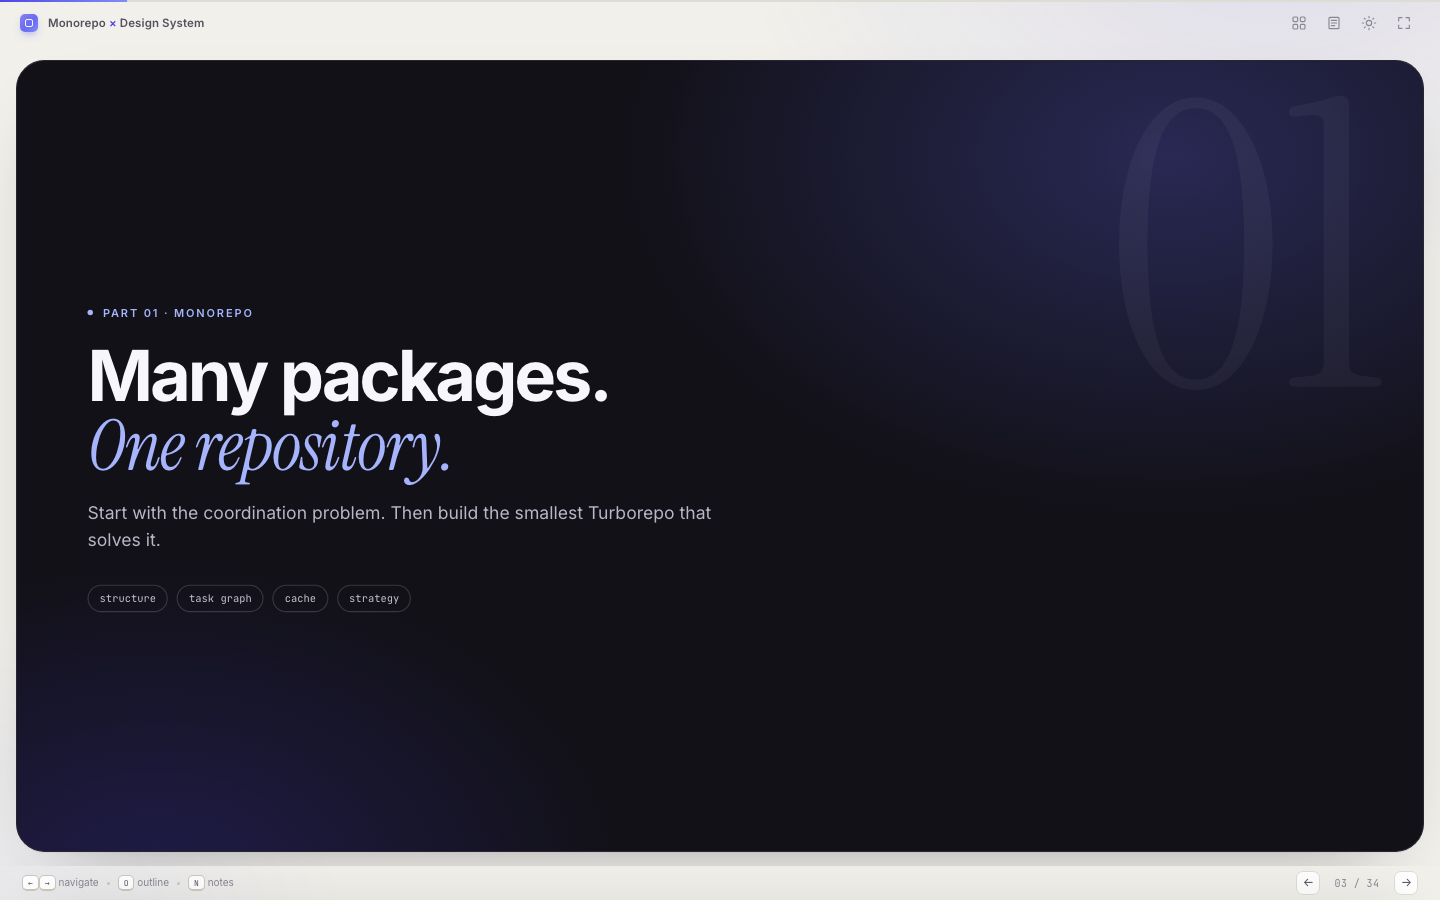 Monorepo × Design System
01
PART 01 · MONOREPO
Many packages.
One repository.
Start with the coordination problem. Then build the smallest Turborepo that
solves it.
structure
task graph
cache
strategy
← → navigate • O outline • N notes
← 03 / 34 →